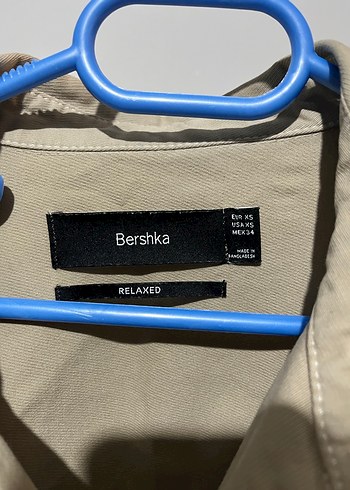 Bershka
EUR XS
USA XS
MEX 34
MADE IN
BANGLADESH
RELAXED